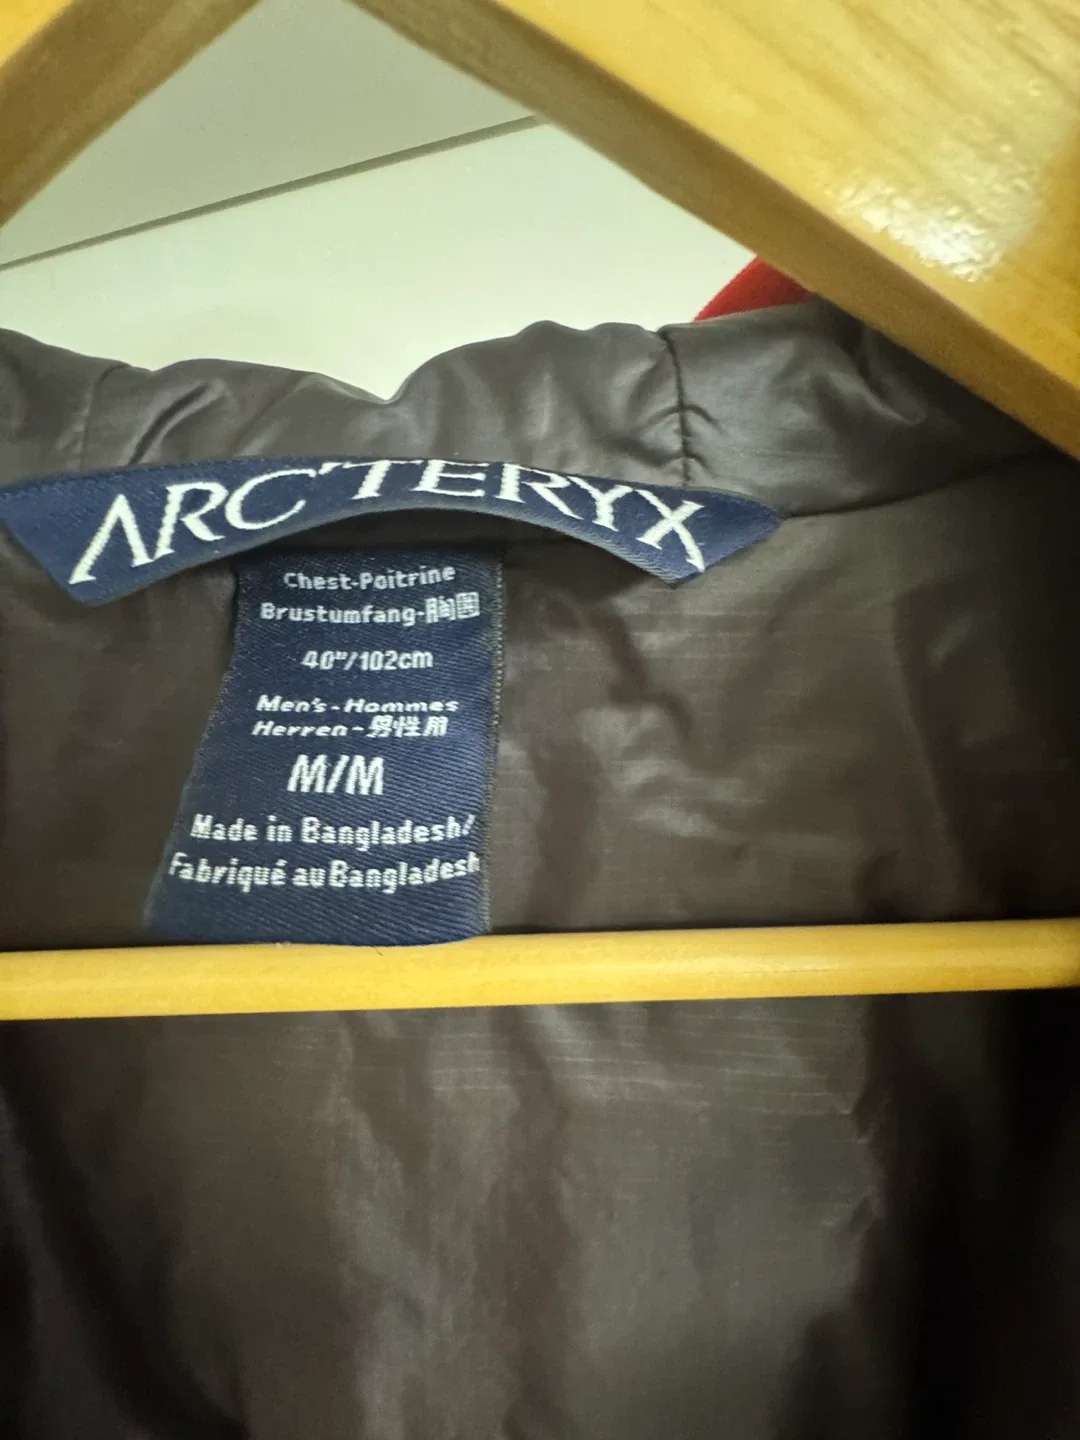 ARC'TERYX
Chest-Poitrine
Brustumfang-胸囲
40"/102cm
Men's-Hommes
Herren-男性用
M/M
Made in Bangladesh/
Fabriqué au Bangladesh